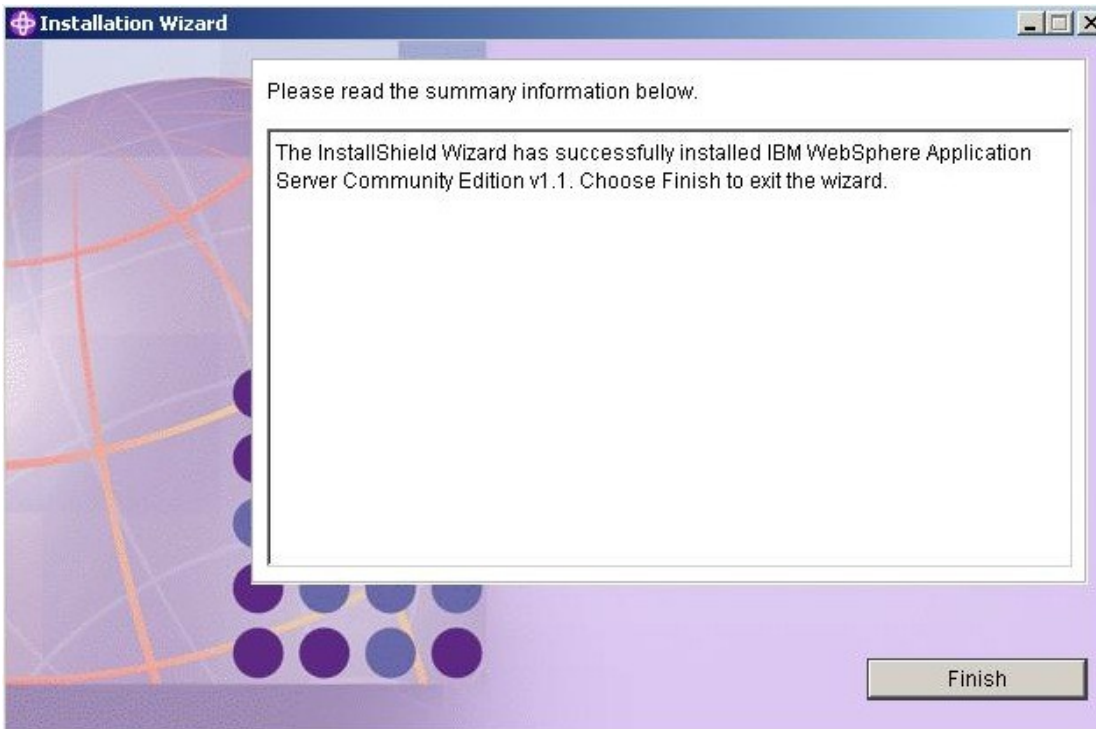 Installation Wizard
Please read the summary information below.
The InstallShield Wizard has successfully installed IBM WebSphere Application
Server Community Edition v1.1. Choose Finish to exit the wizard.
Finish